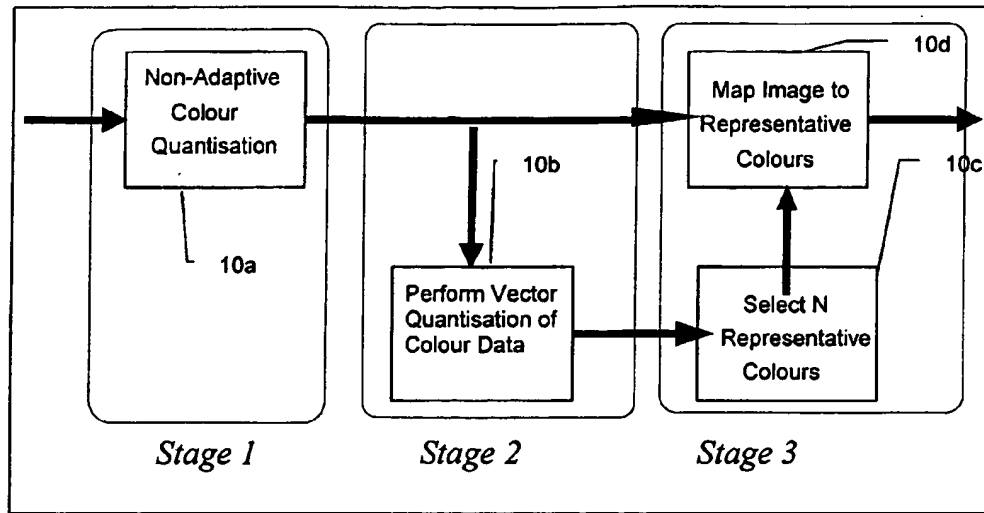 Non-Adaptive
Colour
Quantisation
10a
10b
Perform Vector
Quantisation of
Colour Data
10d
Map Image to
Representative
Colours
10c
Select N
Representative
Colours
Stage 1
Stage 2
Stage 3